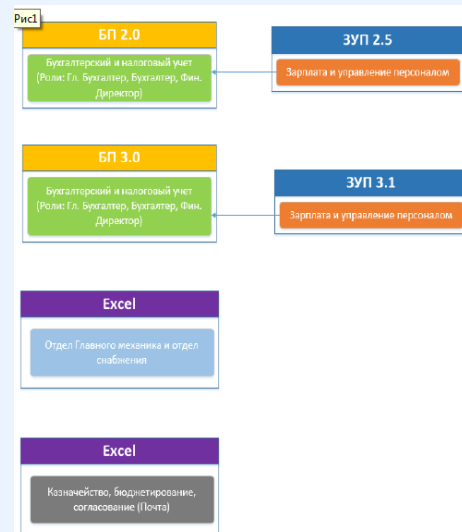 Рис1
БП 2.0
Бухгалтерский и налоговый учет
(Роли: Гл. Бухгалтер, Бухгалтер, Фин.
Директор)
ЗУП 2.5
Зарплата и управление персоналом
БП 3.0
Бухгалтерский и налоговый учет
(Роли: Гл. Бухгалтер, Бухгалтер, Фин.
Директор)
ЗУП 3.1
Зарплата и управление персоналом
Excel
Отдел Главного механика и отдел
снабжения
Excel
Казначейство, бюджетирование,
согласование (Почта)